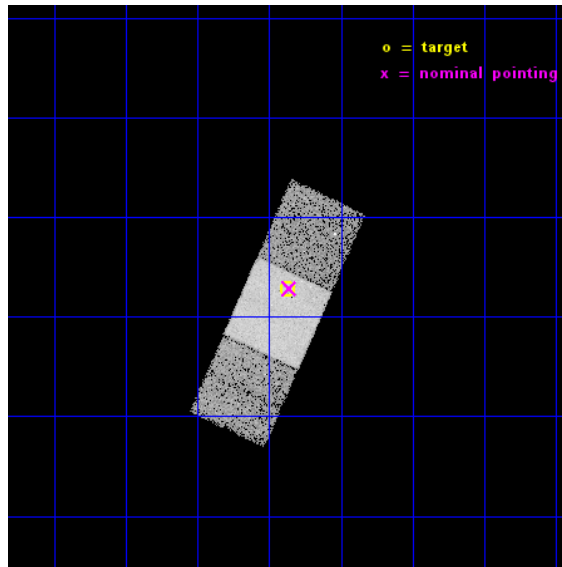 o = target
x = nominal pointing